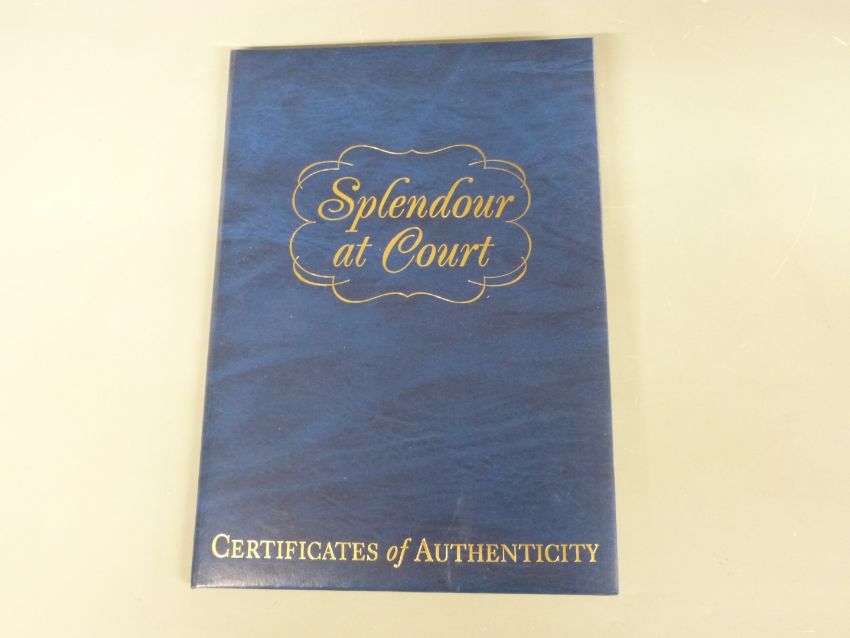 Splendour
at Court
CERTIFICATES of AUTHENTICITY